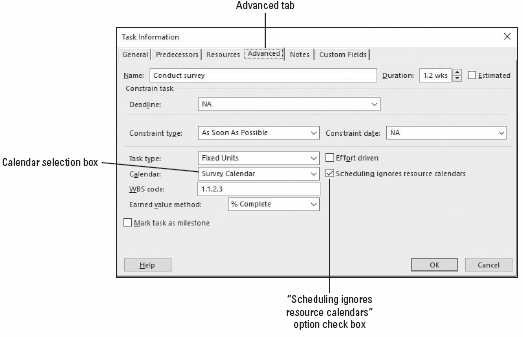 Advanced tab
Task Information
General Predecessors Resources Advanced Notes Custom Fields
Name: Conduct survey Duration: 1.2 wks Estimated
Constrain task
Deadline: NA
Constraint type: As Soon As Possible Constraint date: NA
Task type: Fixed Units Effort driven
Calendar selection box
Calendar: Survey Calendar Scheduling ignores resource calendars
WBS code: 1.1.2.3
Earned value method: % Complete
Mark task as milestone
Help OK Cancel
"Scheduling ignores
resource calendars"
option check box